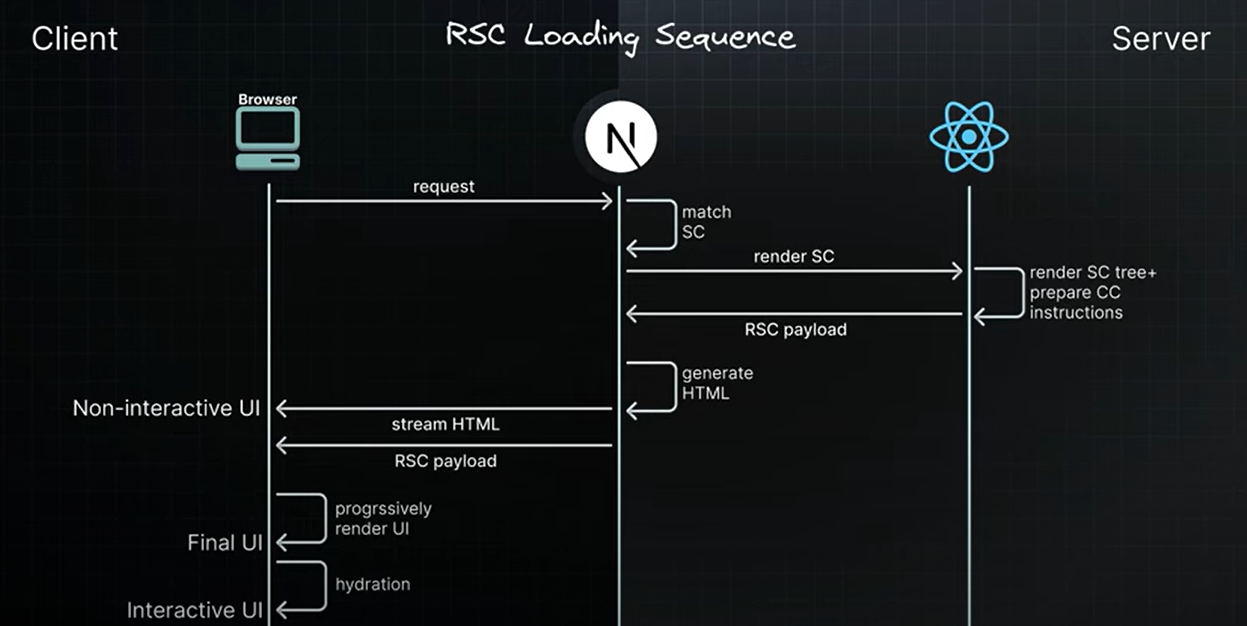 Client
RSC Loading Sequence
Server
Browser
N
request
match
SC
render SC
render SC tree+
prepare CC
instructions
RSC payload
generate
HTML
Non-interactive UI
stream HTML
RSC payload
progrssively
render UI
Final UI
hydration
Interactive UI